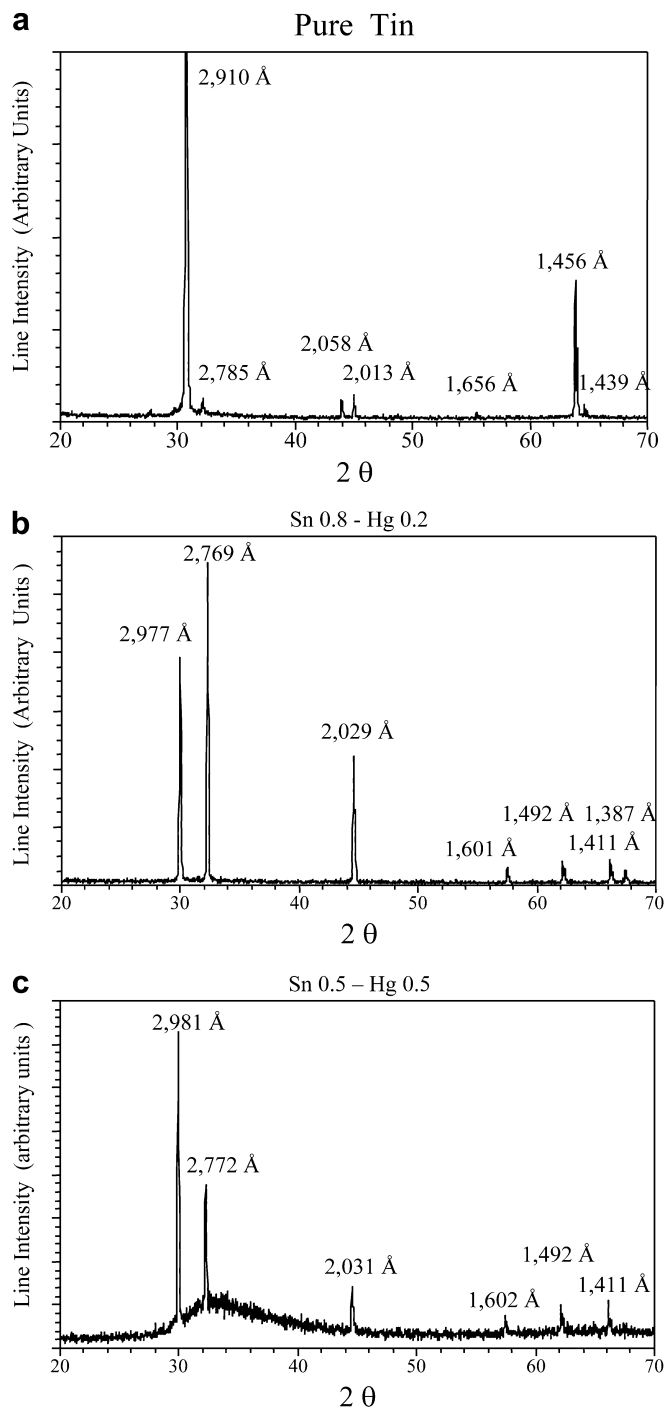 a
Pure Tin
Line Intensity (Arbitrary Units)
2,910 Å
1,456 Å
2,058 Å
2,785 Å
2,013 Å
1,656 Å
1,439 Å
20 30 40 50 60 70
2 θ
b
Sn 0.8 - Hg 0.2
Line Intensity (Arbitrary Units )
2,769 Å
2,977 Å
2,029 Å
1,492 Å
1,387 Å
1,601 Å
1,411 Å
20 30 40 50 60 70
2 θ
c
Sn 0.5 – Hg 0.5
Line Intensity (arbitrary units )
2,981 Å
2,772 Å
2,031 Å
1,492 Å
1,602 Å
1,411 Å
20 30 40 50 60 70
2 θ